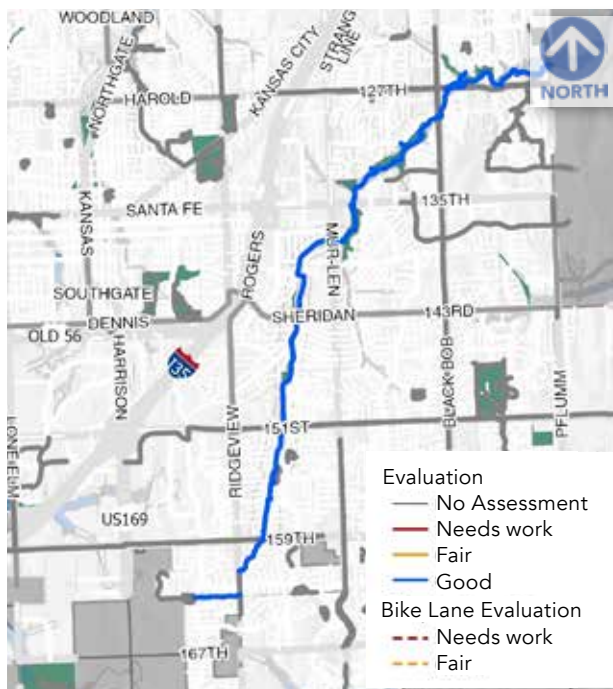 WOODLAND
NORTHGATE
HAROLD
KANSAS CITY
STRANG
LINE
NORTH
127TH
KANSAS
SANTA FE
135TH
MUR-LEN
ROGERS
SOUTHGATE
DENNIS
SHERIDAN
143RD
OLD 56
HARRISON
135
BLACK BOB
PFLUMM
LONE ELM
RIDGEVIEW
151ST
US169
159TH
167TH
Evaluation
No Assessment
Needs work
Fair
Good
Bike Lane Evaluation
Needs work
Fair